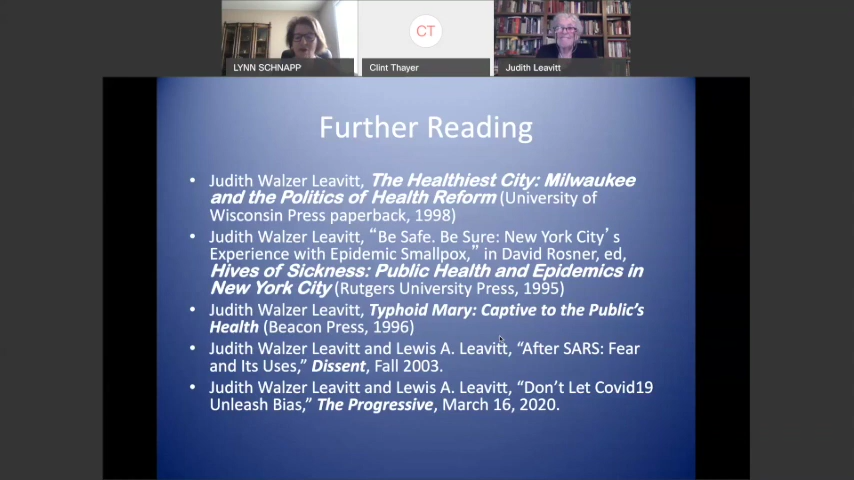 CT
LYNN SCHNAPP
Clint Thayer
Judith Leavitt
Further Reading
• Judith Walzer Leavitt, The Healthiest City: Milwaukee
and the Politics of Health Reform (University of
Wisconsin Press paperback, 1998)
• Judith Walzer Leavitt, “Be Safe. Be Sure: New York City’s
Experience with Epidemic Smallpox,” in David Rosner, ed,
Hives of Sickness: Public Health and Epidemics in
New York City (Rutgers University Press, 1995)
• Judith Walzer Leavitt, Typhoid Mary: Captive to the Public’s
Health (Beacon Press, 1996)
• Judith Walzer Leavitt and Lewis A. Leavitt, “After SARS: Fear
and Its Uses,” Dissent, Fall 2003.
• Judith Walzer Leavitt and Lewis A. Leavitt, “Don’t Let Covid19
Unleash Bias,” The Progressive, March 16, 2020.